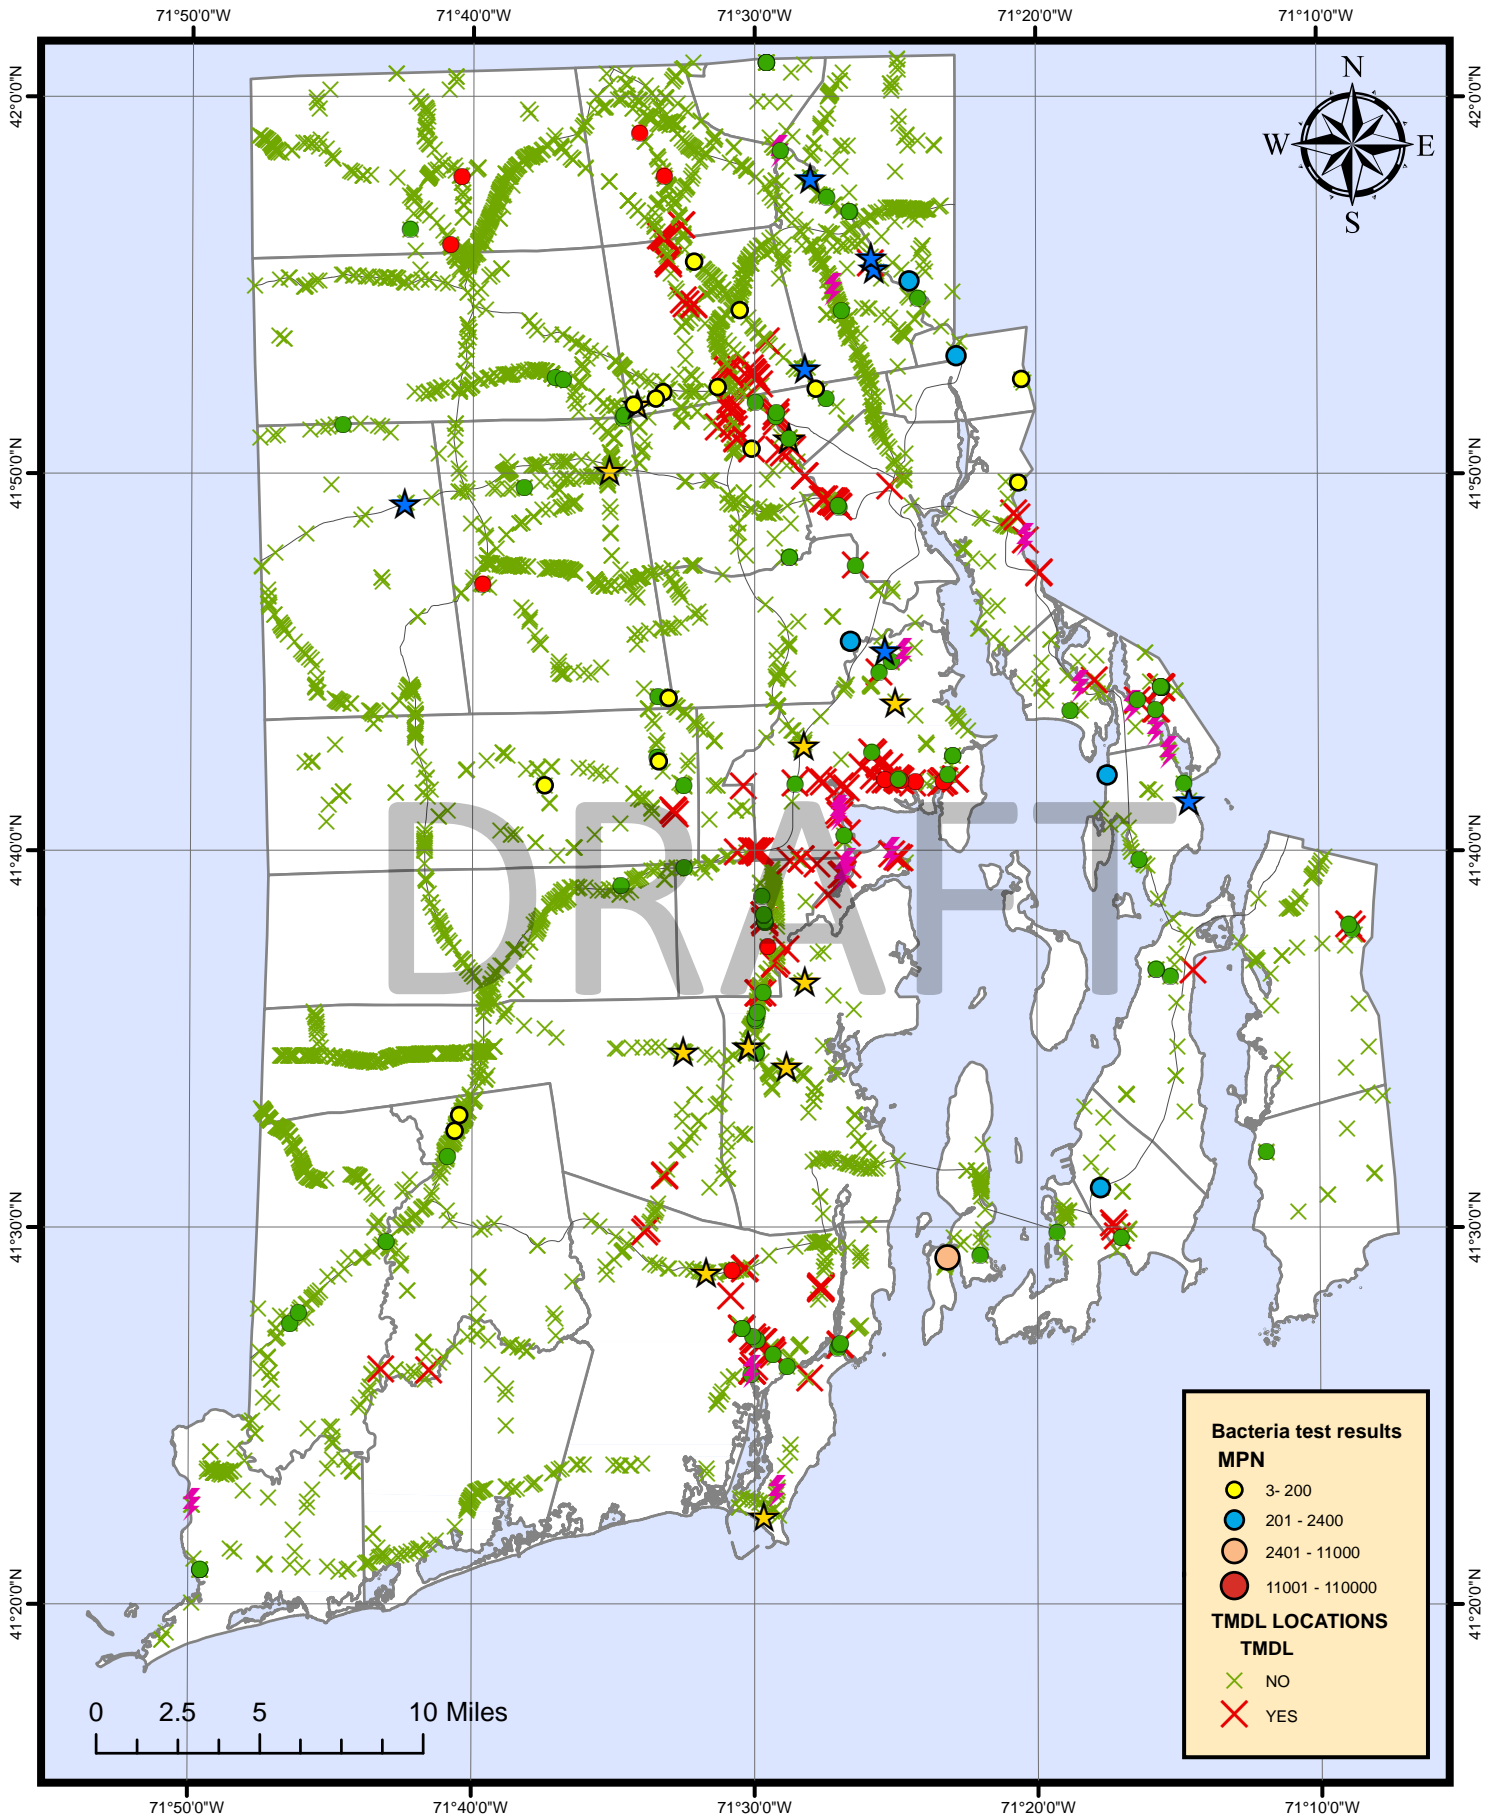 71°50'0"W 71°40'0"W 71°30'0"W 71°20'0"W 71°10'0"W
42°0'0"N 42°0'0"N
N
W E
S
41°50'0"N 41°50'0"N
41°40'0"N 41°40'0"N
DRAFT
41°30'0"N 41°30'0"N
41°20'0"N 41°20'0"N
Bacteria test results
MPN
3- 200
201 - 2400
2401 - 11000
11001 - 110000
TMDL LOCATIONS
TMDL
NO
YES
0 2.5 5 10 Miles
71°50'0"W 71°40'0"W 71°30'0"W 71°20'0"W 71°10'0"W